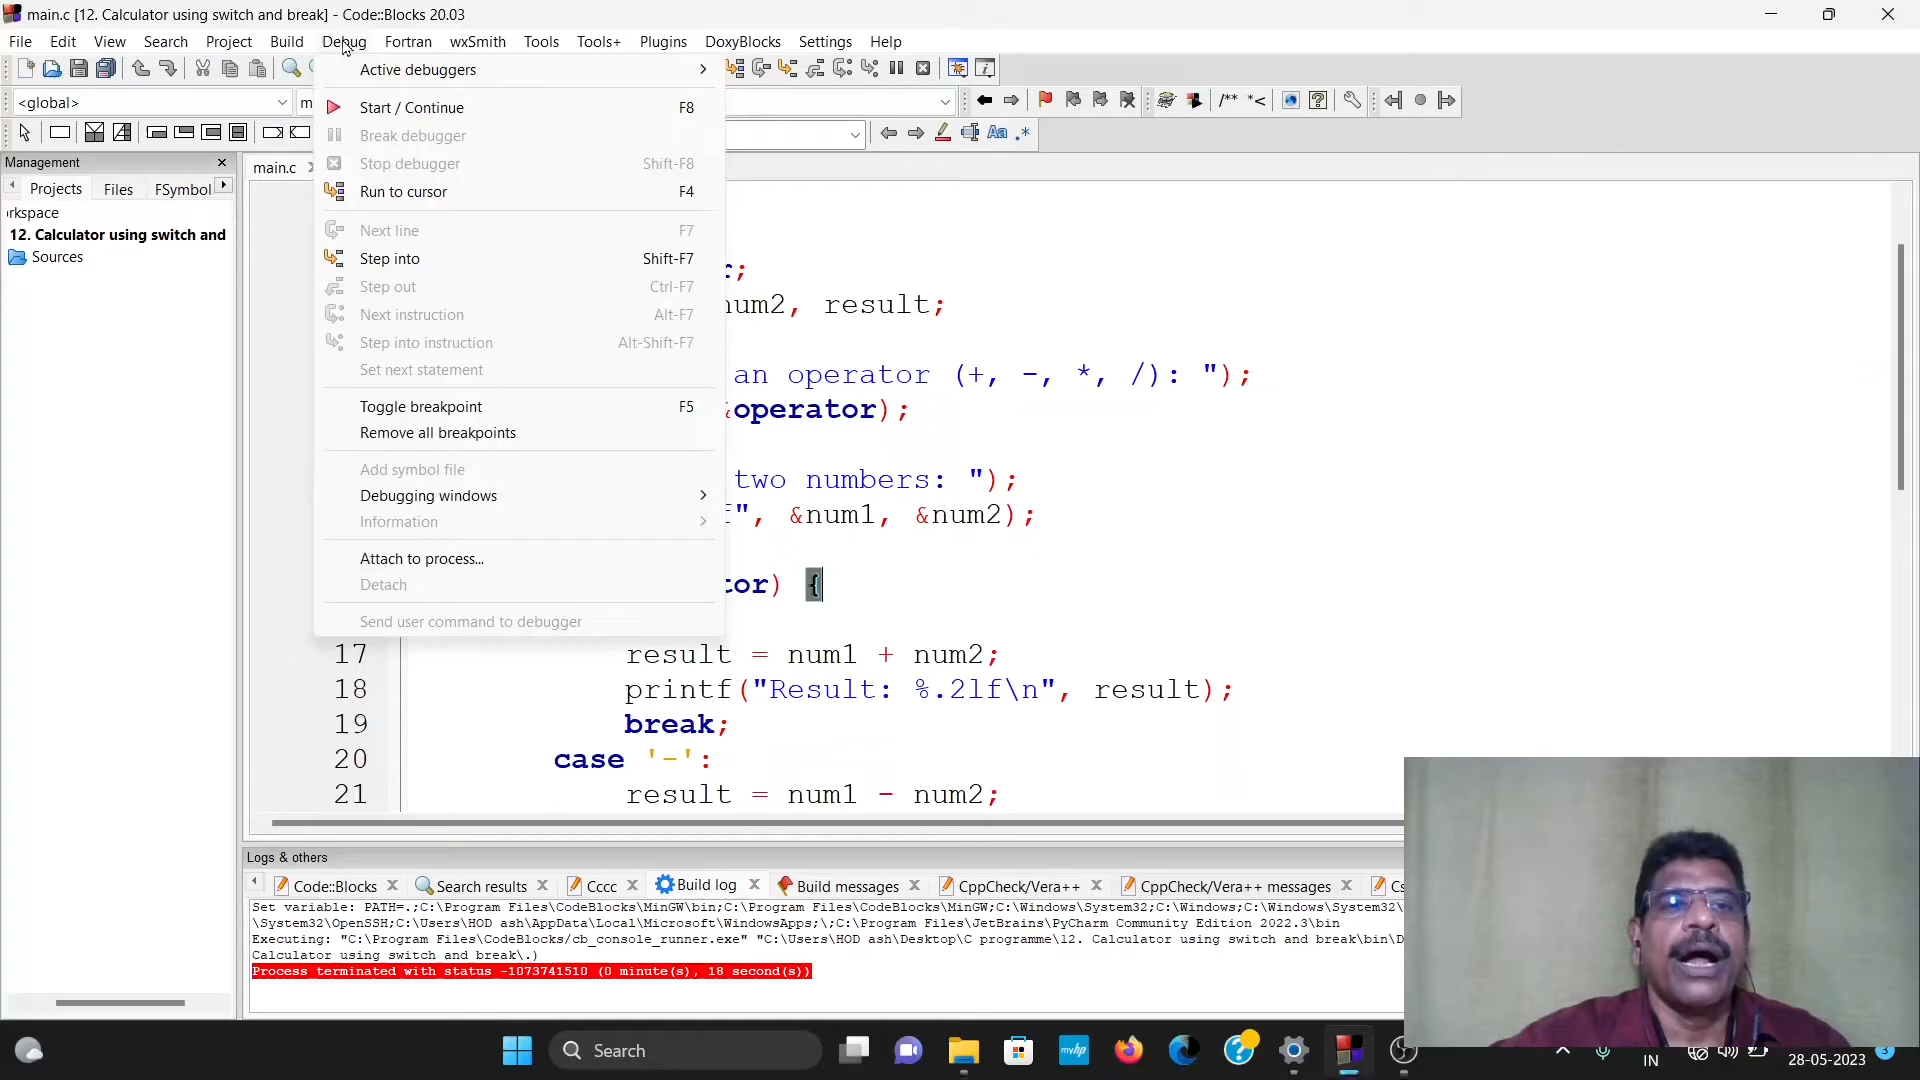 main.c [12. Calculator using switch and break] - Code::Blocks 20.03
File Edit View Search Project Build Debug Fortran wxSmith Tools Tools+ Plugins DoxyBlocks Settings Help
<global>
m
/** *<
Aa .*
Management
Projects Files FSymbol
rkspace
12. Calculator using switch and
Sources
main.c
Active debuggers
Start / Continue F8
Break debugger
Stop debugger Shift-F8
Run to cursor F4
Next line F7
Step into Shift-F7
Step out Ctrl-F7
Next instruction Alt-F7
Step into instruction Alt-Shift-F7
Set next statement
Toggle breakpoint F5
Remove all breakpoints
Add symbol file
Debugging windows
Information
Attach to process...
Detach
Send user command to debugger
r;
num2, result;
an operator (+, -, *, /): ");
&operator);
two numbers: ");
f", &num1, &num2);
tor) {
17 result = num1 + num2;
18 printf("Result: %.2lf\n", result);
19 break;
20 case '-':
21 result = num1 - num2;
Logs & others
Code::Blocks Search results Cccc Build log Build messages CppCheck/Vera++ CppCheck/Vera++ messages Cs
Set variable: PATH=.;C:\Program Files\CodeBlocks\MinGW\bin;C:\Program Files\CodeBlocks\MinGW;C:\Windows\System32;C:\Windows;C:\Windows\System32\
\System32\OpenSSH;C:\Users\HOD ash\AppData\Local\Microsoft\WindowsApps;\;C:\Program Files\JetBrains\PyCharm Community Edition 2022.3\bin
Executing: "C:\Program Files\CodeBlocks/cb_console_runner.exe" "C:\Users\HOD ash\Desktop\C programme\12. Calculator using switch and break\bin\D
Calculator using switch and break\.)
Process terminated with status -1073741510 (0 minute(s), 18 second(s))
Search
myhp
IN
28-05-2023
3